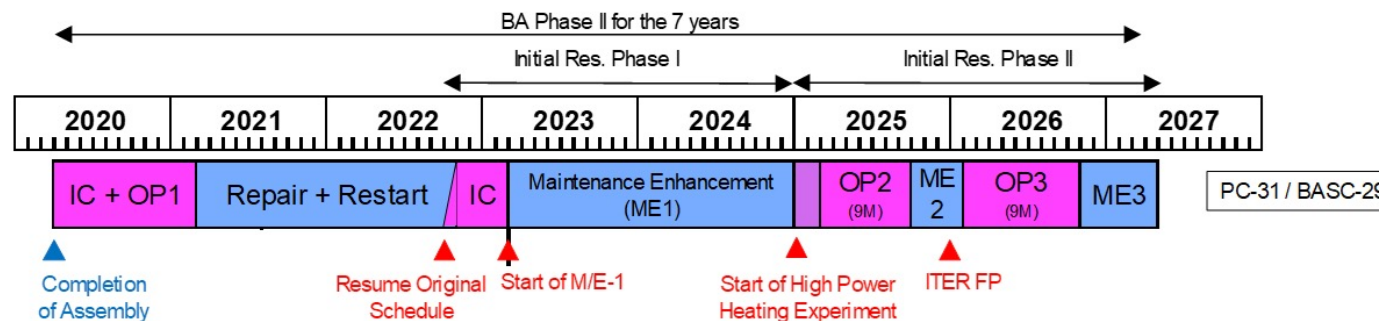 BA Phase II for the 7 years
Initial Res. Phase I
Initial Res. Phase II
2020
2021
2022
2023
2024
2025
2026
2027
IC + OP1
Repair + Restart
IC
Maintenance Enhancement
(ME1)
OP2
(9M)
ME
2
OP3
(9M)
ME3
PC-31 / BASC-29
Completion
of Assembly
Resume Original
Schedule
Start of M/E-1
Start of High Power
Heating Experiment
ITER FP